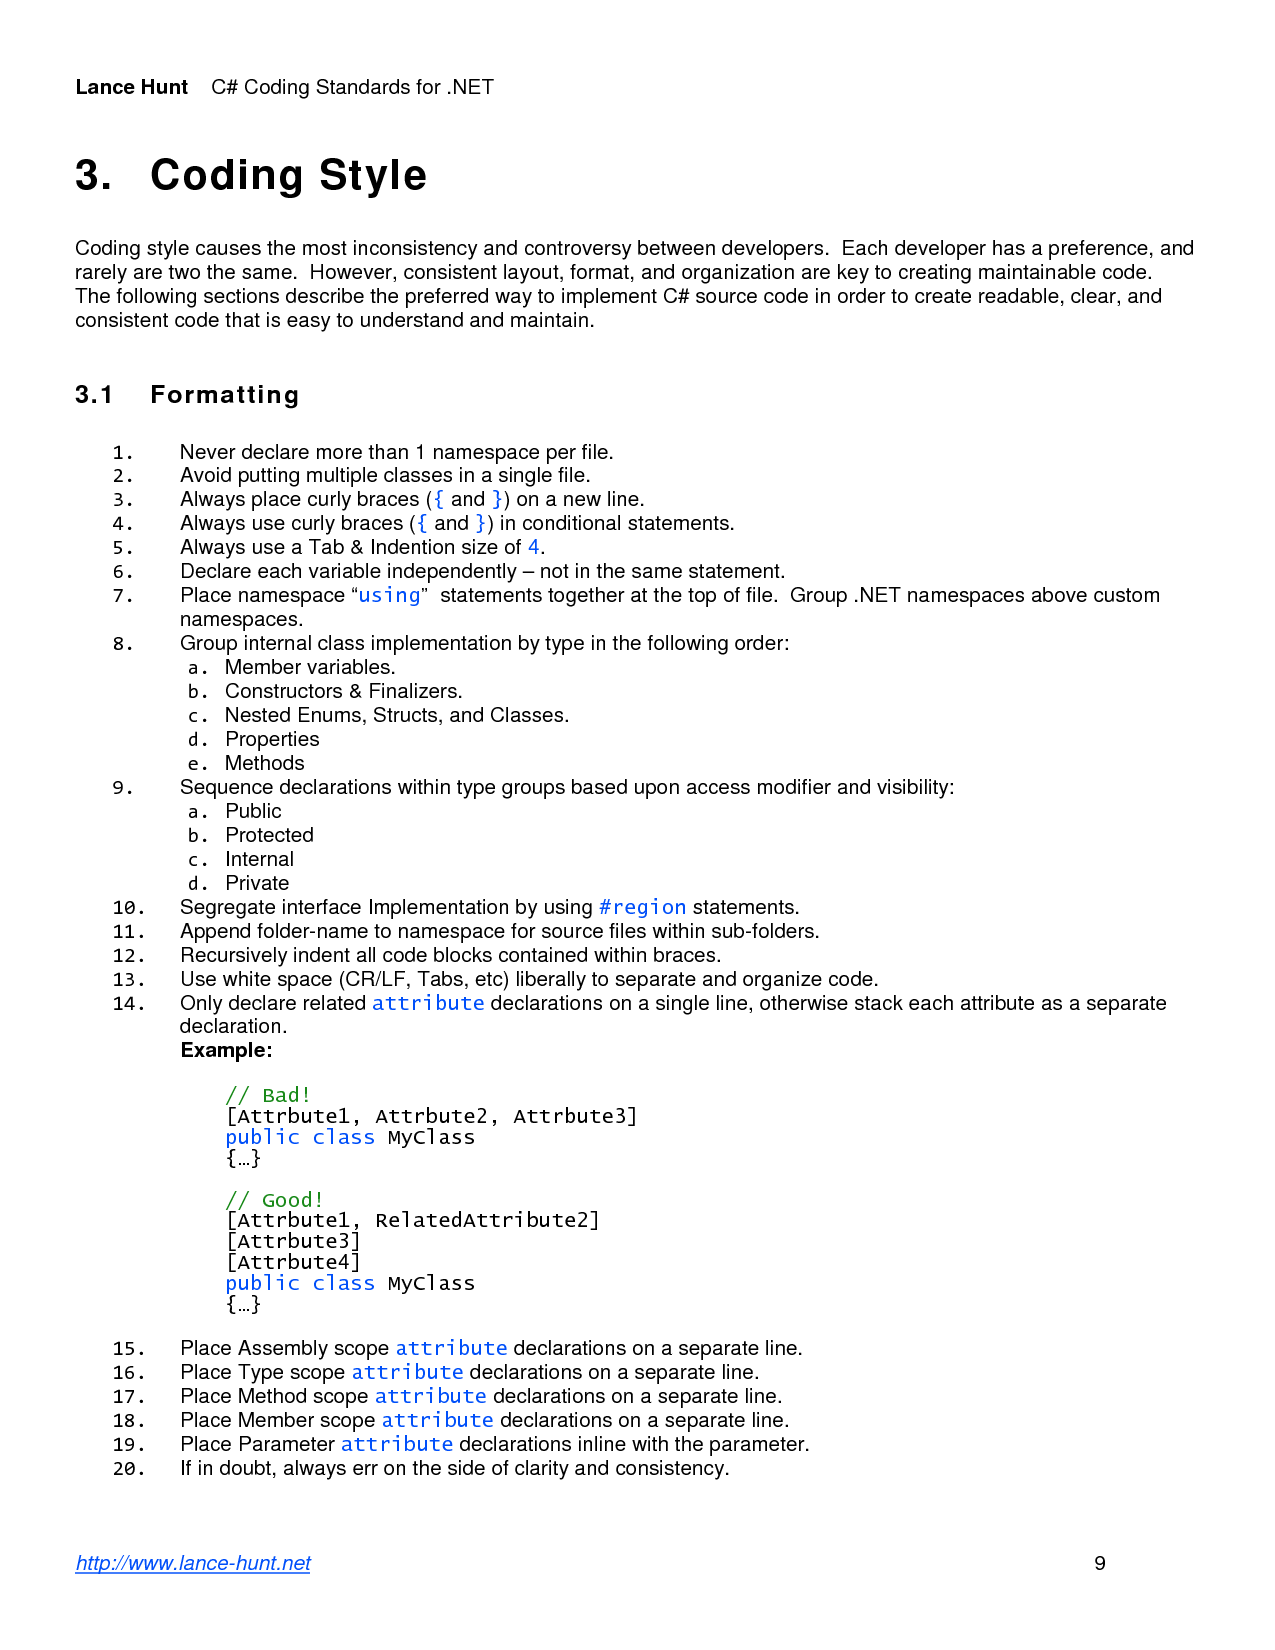 Lance Hunt C# Coding Standards for .NET
3. Coding Style
Coding style causes the most inconsistency and controversy between developers.  Each developer has a preference, and
rarely are two the same.  However, consistent layout, format, and organization are key to creating maintainable code.
The following sections describe the preferred way to implement C# source code in order to create readable, clear, and
consistent code that is easy to understand and maintain.
3.1 Formatting
1. Never declare more than 1 namespace per file.
2. Avoid putting multiple classes in a single file.
3. Always place curly braces ({ and }) on a new line.
4. Always use curly braces ({ and }) in conditional statements.
5. Always use a Tab & Indention size of 4.
6. Declare each variable independently – not in the same statement.
7. Place namespace “using”  statements together at the top of file.  Group .NET namespaces above custom
namespaces.
8. Group internal class implementation by type in the following order:
a. Member variables.
b. Constructors & Finalizers.
c. Nested Enums, Structs, and Classes.
d. Properties
e. Methods
9. Sequence declarations within type groups based upon access modifier and visibility:
a. Public
b. Protected
c. Internal
d. Private
10. Segregate interface Implementation by using #region statements.
11. Append folder-name to namespace for source files within sub-folders.
12. Recursively indent all code blocks contained within braces.
13. Use white space (CR/LF, Tabs, etc) liberally to separate and organize code.
14. Only declare related attribute declarations on a single line, otherwise stack each attribute as a separate
declaration.
Example:
// Bad!
[Attrbute1, Attrbute2, Attrbute3]
public class MyClass
{…}
// Good!
[Attrbute1, RelatedAttribute2]
[Attrbute3]
[Attrbute4]
public class MyClass
{…}
15. Place Assembly scope attribute declarations on a separate line.
16. Place Type scope attribute declarations on a separate line.
17. Place Method scope attribute declarations on a separate line.
18. Place Member scope attribute declarations on a separate line.
19. Place Parameter attribute declarations inline with the parameter.
20. If in doubt, always err on the side of clarity and consistency.
http://www.lance-hunt.net 9